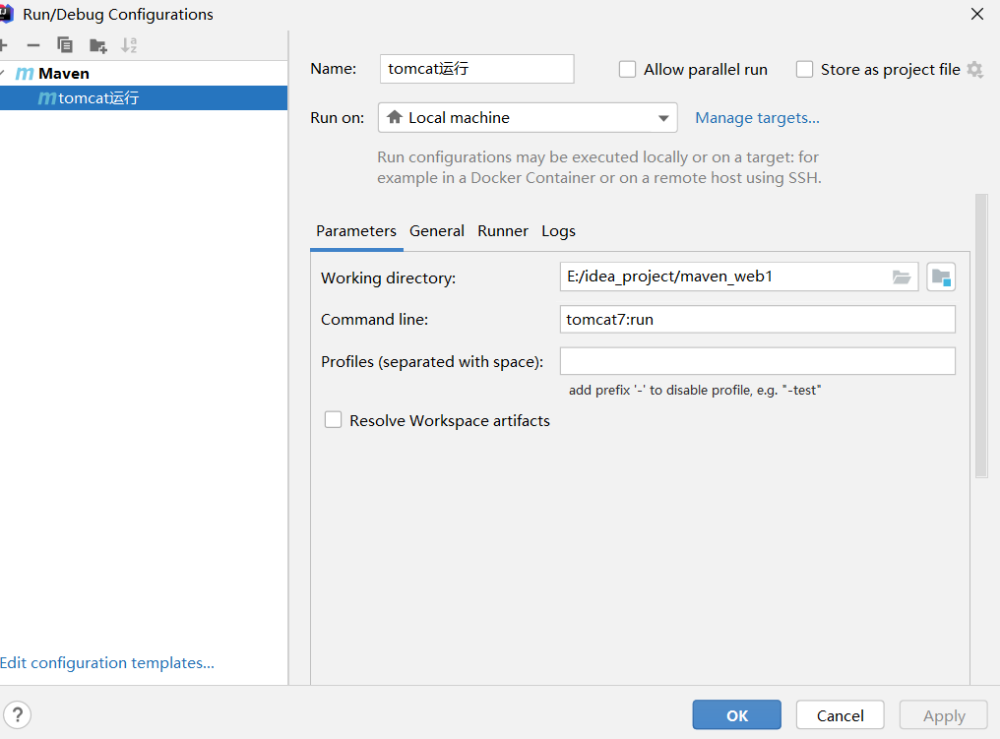 Run/Debug Configurations
Maven
tomcat运行
Edit configuration templates...
Name: tomcat运行 Allow parallel run Store as project file
Run on: Local machine Manage targets...
Run configurations may be executed locally or on a target: for
example in a Docker Container or on a remote host using SSH.
Parameters General Runner Logs
Working directory: E:/idea_project/maven_web1
Command line: tomcat7:run
Profiles (separated with space):
add prefix '-' to disable profile, e.g. "-test"
Resolve Workspace artifacts
? OK Cancel Apply